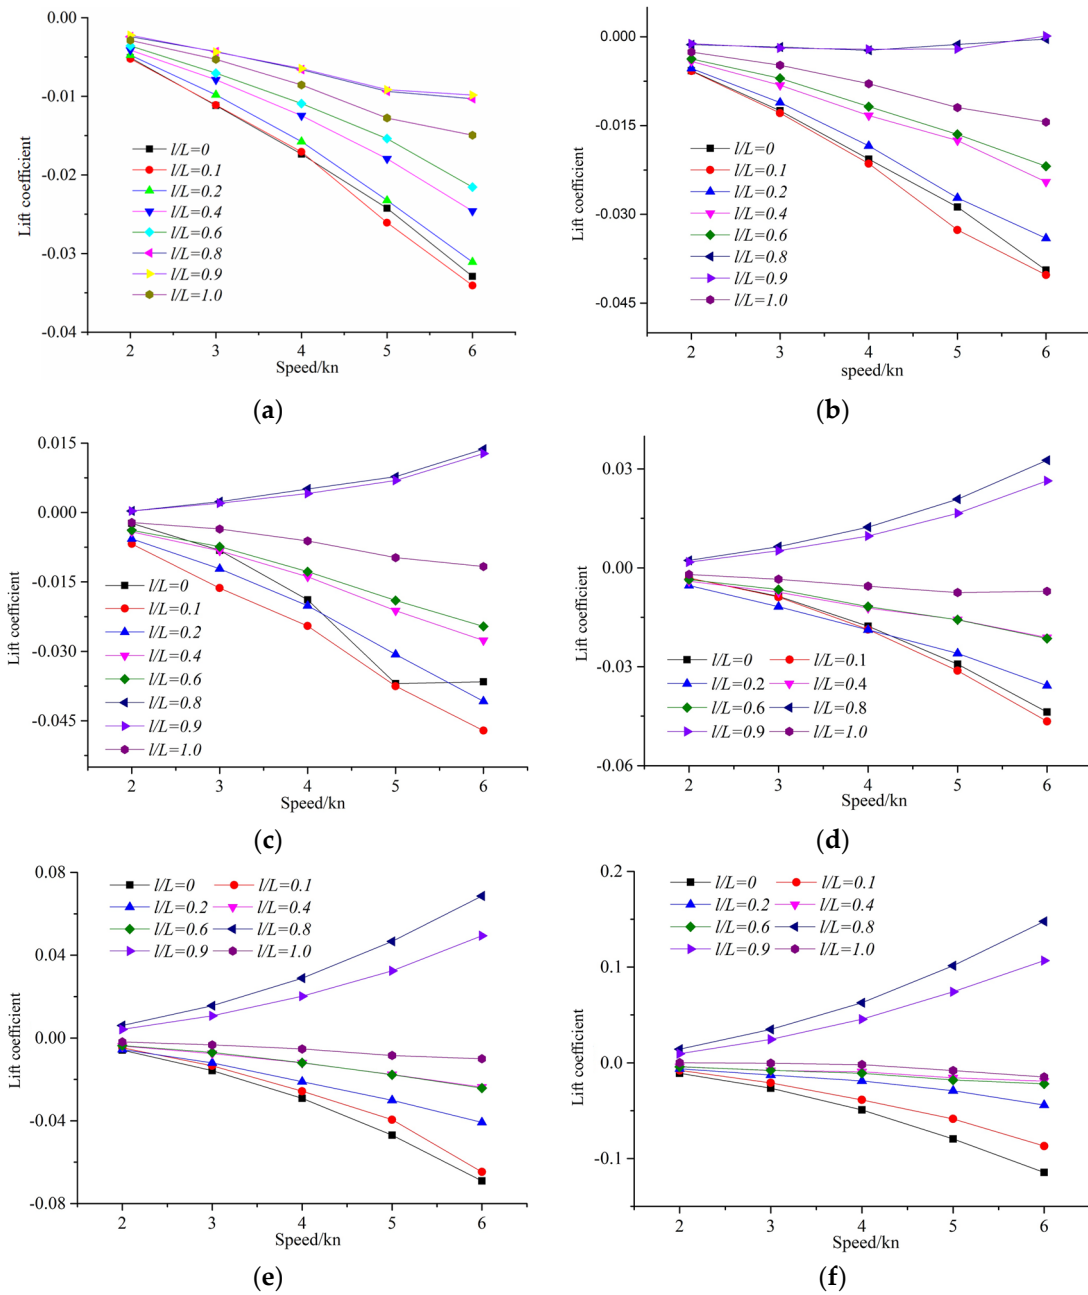 0.00
-0.01
-0.02
-0.03
-0.04
Lift coefficient
l/L=0
l/L=0.1
l/L=0.2
l/L=0.4
l/L=0.6
l/L=0.8
l/L=0.9
l/L=1.0
2 3 4 5 6
Speed/kn
(a)
0.000
-0.015
-0.030
-0.045
Lift coefficient
l/L=0
l/L=0.1
l/L=0.2
l/L=0.4
l/L=0.6
l/L=0.8
l/L=0.9
l/L=1.0
2 3 4 5 6
speed/kn
(b)
0.015
0.000
-0.015
-0.030
-0.045
Lift coefficient
l/L=0
l/L=0.1
l/L=0.2
l/L=0.4
l/L=0.6
l/L=0.8
l/L=0.9
l/L=1.0
2 3 4 5 6
Speed/kn
(c)
0.03
0.00
-0.03
-0.06
Lift coefficient
l/L=0 l/L=0.1
l/L=0.2 l/L=0.4
l/L=0.6 l/L=0.8
l/L=0.9 l/L=1.0
2 3 4 5 6
Speed/kn
(d)
0.08
0.04
0.00
-0.04
-0.08
Lift coefficient
l/L=0 l/L=0.1
l/L=0.2 l/L=0.4
l/L=0.6 l/L=0.8
l/L=0.9 l/L=1.0
2 3 4 5 6
Speed/kn
(e)
0.2
0.1
0.0
-0.1
Lift coefficient
l/L=0 l/L=0.1
l/L=0.2 l/L=0.4
l/L=0.6 l/L=0.8
l/L=0.9 l/L=1.0
2 3 4 5 6
Speed/kn
(f)